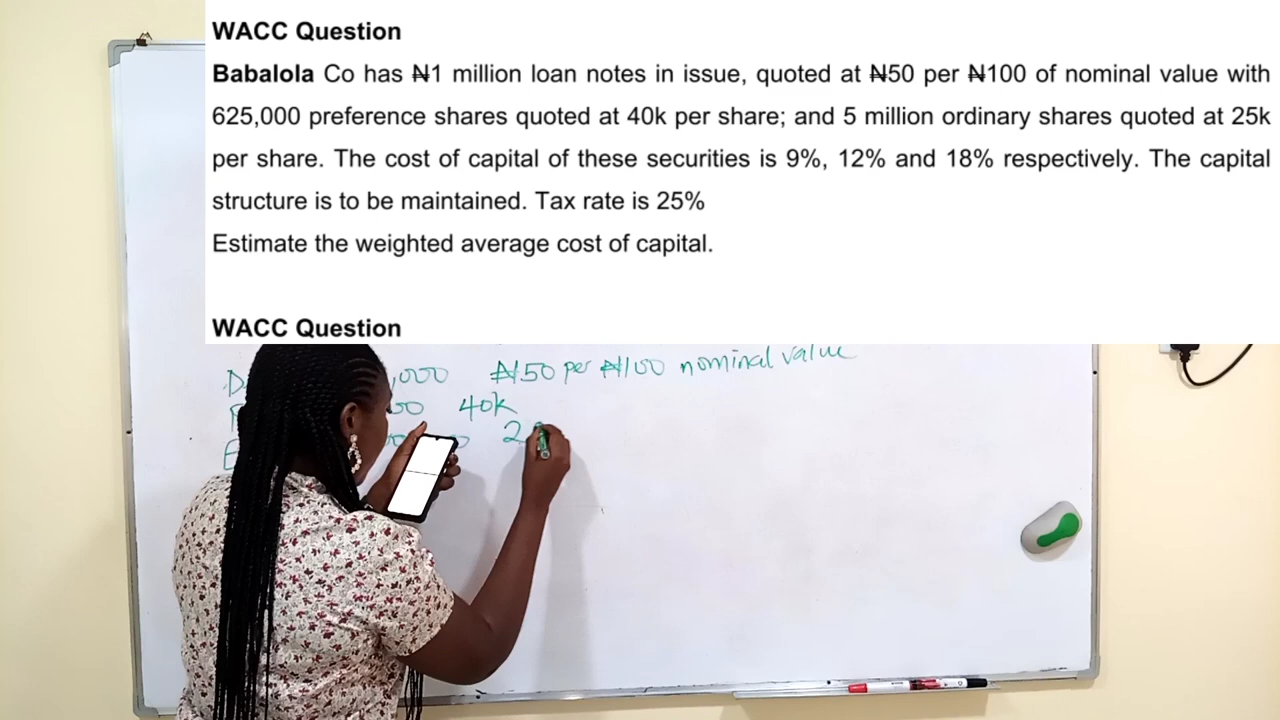 WACC Question
Babalola Co has ₦1 million loan notes in issue, quoted at ₦50 per ₦100 of nominal value with
625,000 preference shares quoted at 40k per share; and 5 million ordinary shares quoted at 25k
per share. The cost of capital of these securities is 9%, 12% and 18% respectively. The capital
structure is to be maintained. Tax rate is 25%
Estimate the weighted average cost of capital.
WACC Question
,000 ₦50 per ₦100 nominal value
40k